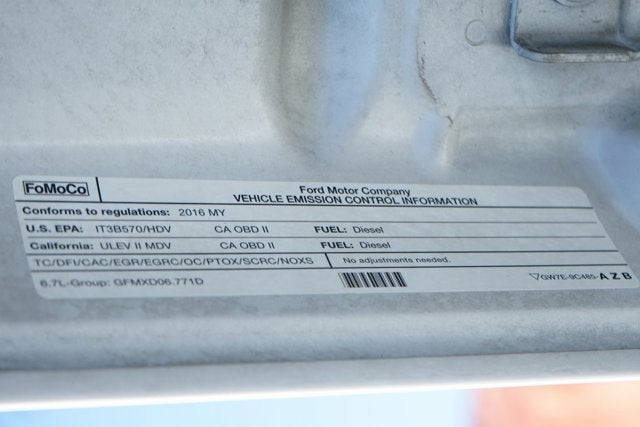 FoMoCo
Ford Motor Company
VEHICLE EMISSION CONTROL INFORMATION
Conforms to regulations: 2016 MY
U.S. EPA: IT3B570/HDV CA OBD II FUEL: Diesel
California: ULEV II MDV CA OBD II FUEL: Diesel
TC/DFI/CAC/EGR/EGRC/OC/PTOX/SCRC/NOXS No adjustments needed.
6.7L-Group: GFMXD06.771D GW7E-9C485-AZB